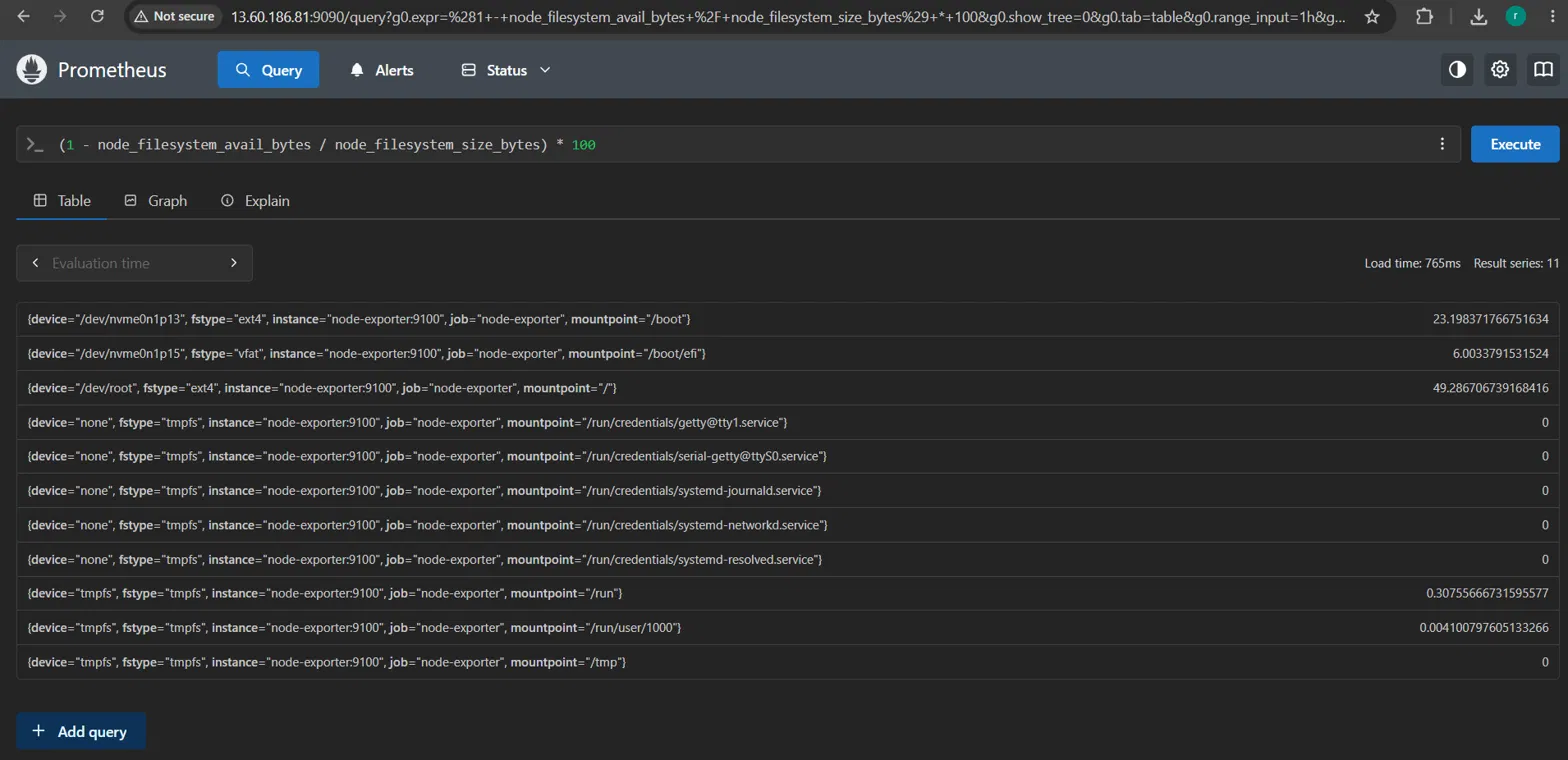 Not secure 13.60.186.81:9090/query?g0.expr=%281+-+node_filesystem_avail_bytes+%2F+node_filesystem_size_bytes%29+*+100&g0.show_tree=0&g0.tab=table&g0.range_input=1h&g... r
Prometheus Query Alerts Status
(1 - node_filesystem_avail_bytes / node_filesystem_size_bytes) * 100 Execute
Table Graph Explain
Evaluation time Load time: 765ms Result series: 11
{device="/dev/nvme0n1p13", fstype="ext4", instance="node-exporter:9100", job="node-exporter", mountpoint="/boot"} 23.198371766751634
{device="/dev/nvme0n1p15", fstype="vfat", instance="node-exporter:9100", job="node-exporter", mountpoint="/boot/efi"} 6.0033791531524
{device="/dev/root", fstype="ext4", instance="node-exporter:9100", job="node-exporter", mountpoint="/"} 49.286706739168416
{device="none", fstype="tmpfs", instance="node-exporter:9100", job="node-exporter", mountpoint="/run/credentials/getty@tty1.service"} 0
{device="none", fstype="tmpfs", instance="node-exporter:9100", job="node-exporter", mountpoint="/run/credentials/serial-getty@ttyS0.service"} 0
{device="none", fstype="tmpfs", instance="node-exporter:9100", job="node-exporter", mountpoint="/run/credentials/systemd-journald.service"} 0
{device="none", fstype="tmpfs", instance="node-exporter:9100", job="node-exporter", mountpoint="/run/credentials/systemd-networkd.service"} 0
{device="none", fstype="tmpfs", instance="node-exporter:9100", job="node-exporter", mountpoint="/run/credentials/systemd-resolved.service"} 0
{device="tmpfs", fstype="tmpfs", instance="node-exporter:9100", job="node-exporter", mountpoint="/run"} 0.30755666731595577
{device="tmpfs", fstype="tmpfs", instance="node-exporter:9100", job="node-exporter", mountpoint="/run/user/1000"} 0.004100797605133266
{device="tmpfs", fstype="tmpfs", instance="node-exporter:9100", job="node-exporter", mountpoint="/tmp"} 0
Add query